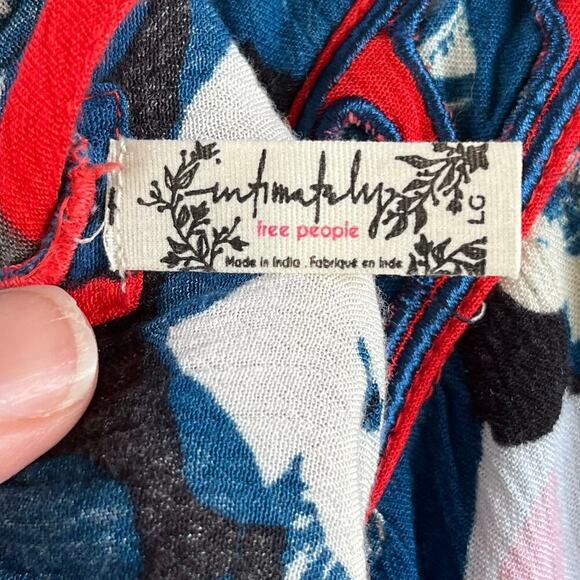 intimately
free people
Made in India . Fabriqué en Inde
LG